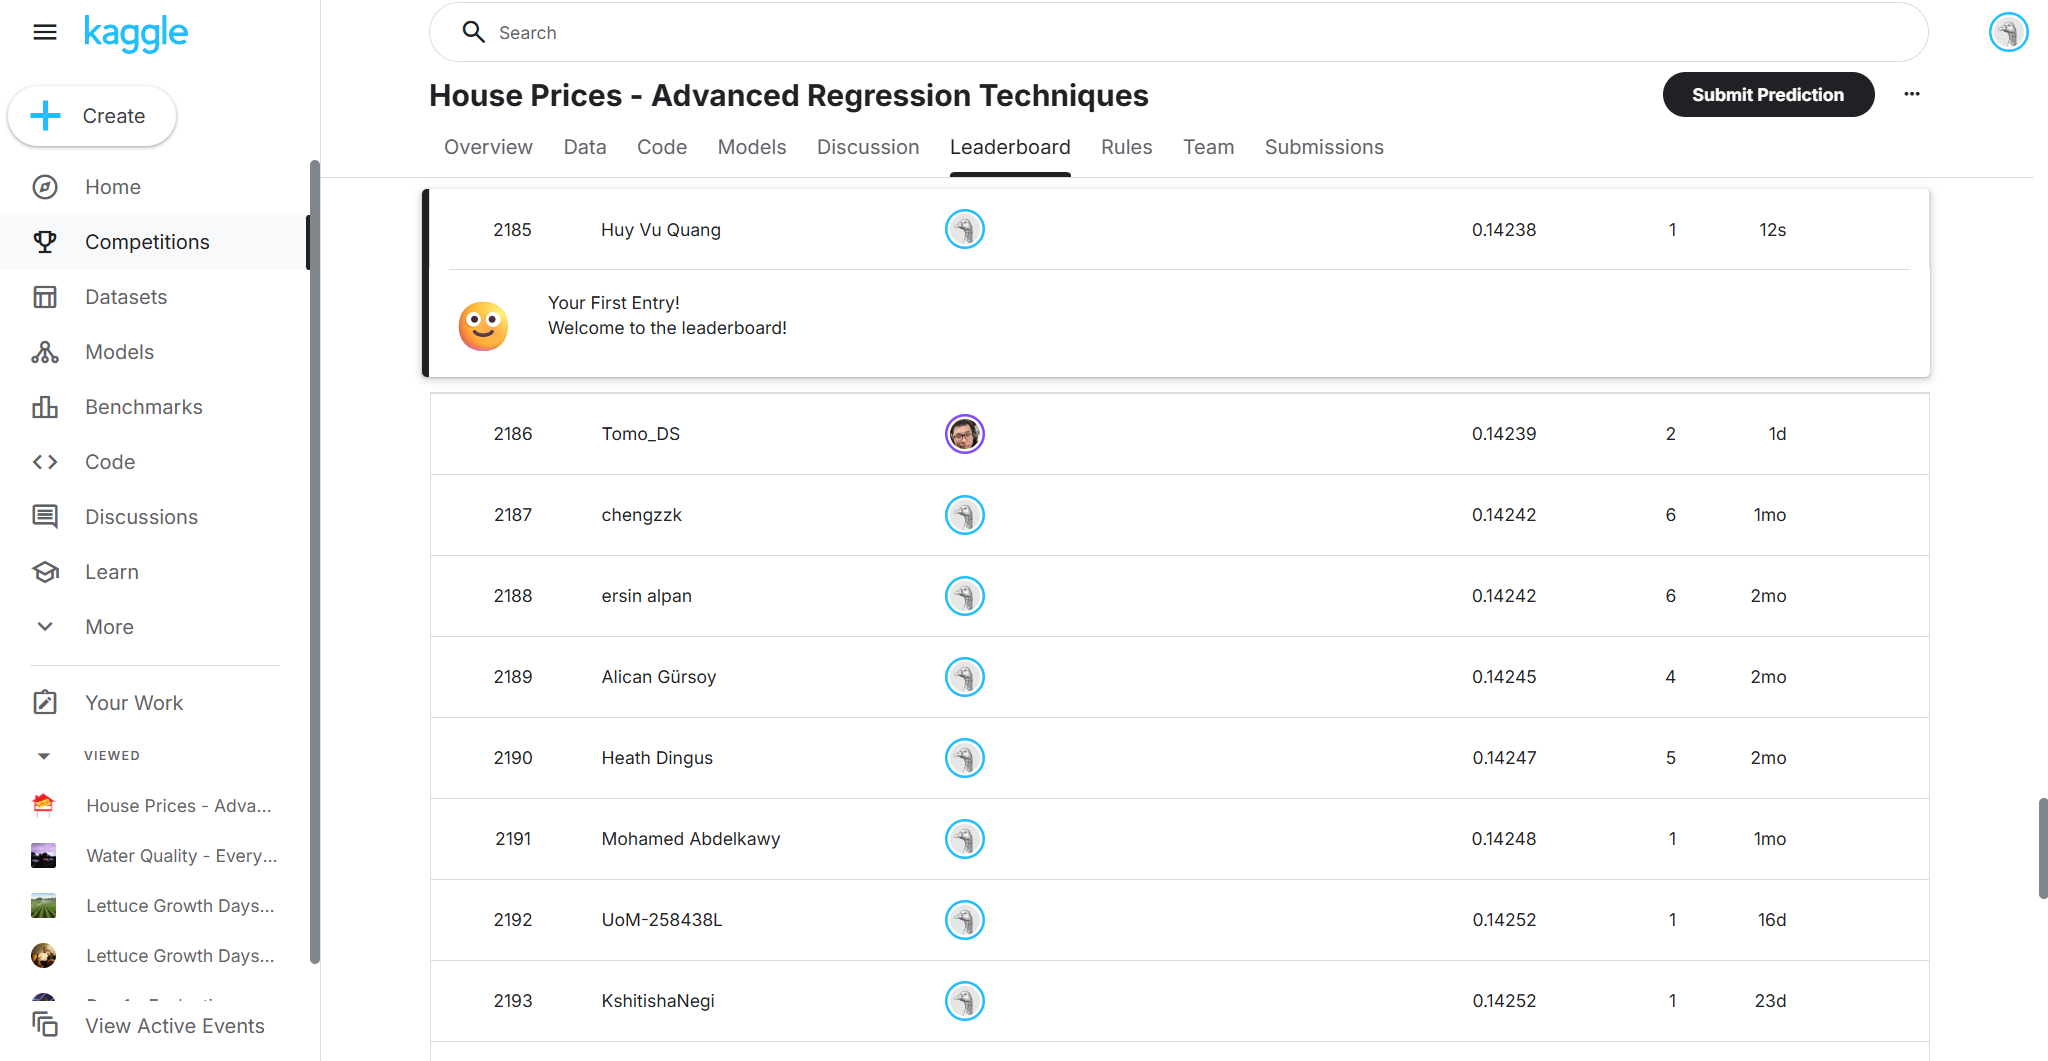 kaggle
Search
House Prices - Advanced Regression Techniques
Submit Prediction
Create
Overview Data Code Models Discussion Leaderboard Rules Team Submissions
Home
Competitions
Datasets
Models
Benchmarks
Code
Discussions
Learn
More
Your Work
VIEWED
House Prices - Adva...
Water Quality - Every...
Lettuce Growth Days...
Lettuce Growth Days...
View Active Events
2185 Huy Vu Quang 0.14238 1 12s
Your First Entry!
Welcome to the leaderboard!
2186 Tomo_DS 0.14239 2 1d
2187 chengzzk 0.14242 6 1mo
2188 ersin alpan 0.14242 6 2mo
2189 Alican Gürsoy 0.14245 4 2mo
2190 Heath Dingus 0.14247 5 2mo
2191 Mohamed Abdelkawy 0.14248 1 1mo
2192 UoM-258438L 0.14252 1 16d
2193 KshitishaNegi 0.14252 1 23d